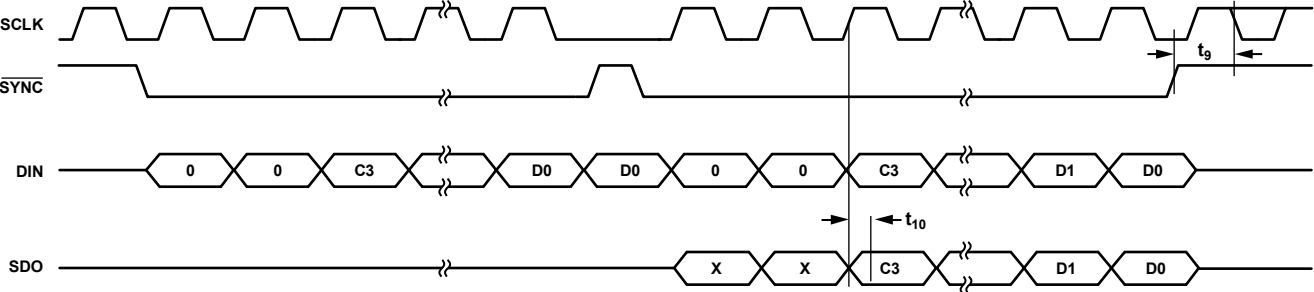 SCLK
t9
SYNC
DIN 0 0 C3 D0 D0 0 0 C3 D1 D0
t10
SDO X X C3 D1 D0